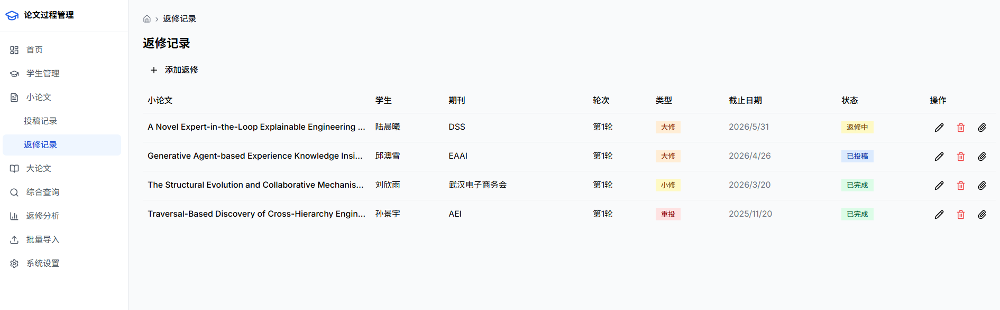 论文过程管理
首页
学生管理
小论文
投稿记录
返修记录
大论文
综合查询
返修分析
批量导入
系统设置
返修记录
返修记录
添加返修
小论文 学生 期刊 轮次 类型 截止日期 状态 操作
A Novel Expert-in-the-Loop Explainable Engineering ... 陆晨曦 DSS 第1轮 大修 2026/5/31 返修中
Generative Agent-based Experience Knowledge Insi... 邱澳雪 EAAI 第1轮 大修 2026/4/26 已投稿
The Structural Evolution and Collaborative Mechanis... 刘欣雨 武汉电子商务会 第1轮 小修 2026/3/20 已完成
Traversal-Based Discovery of Cross-Hierarchy Engin... 孙景宇 AEI 第1轮 重投 2025/11/20 已完成